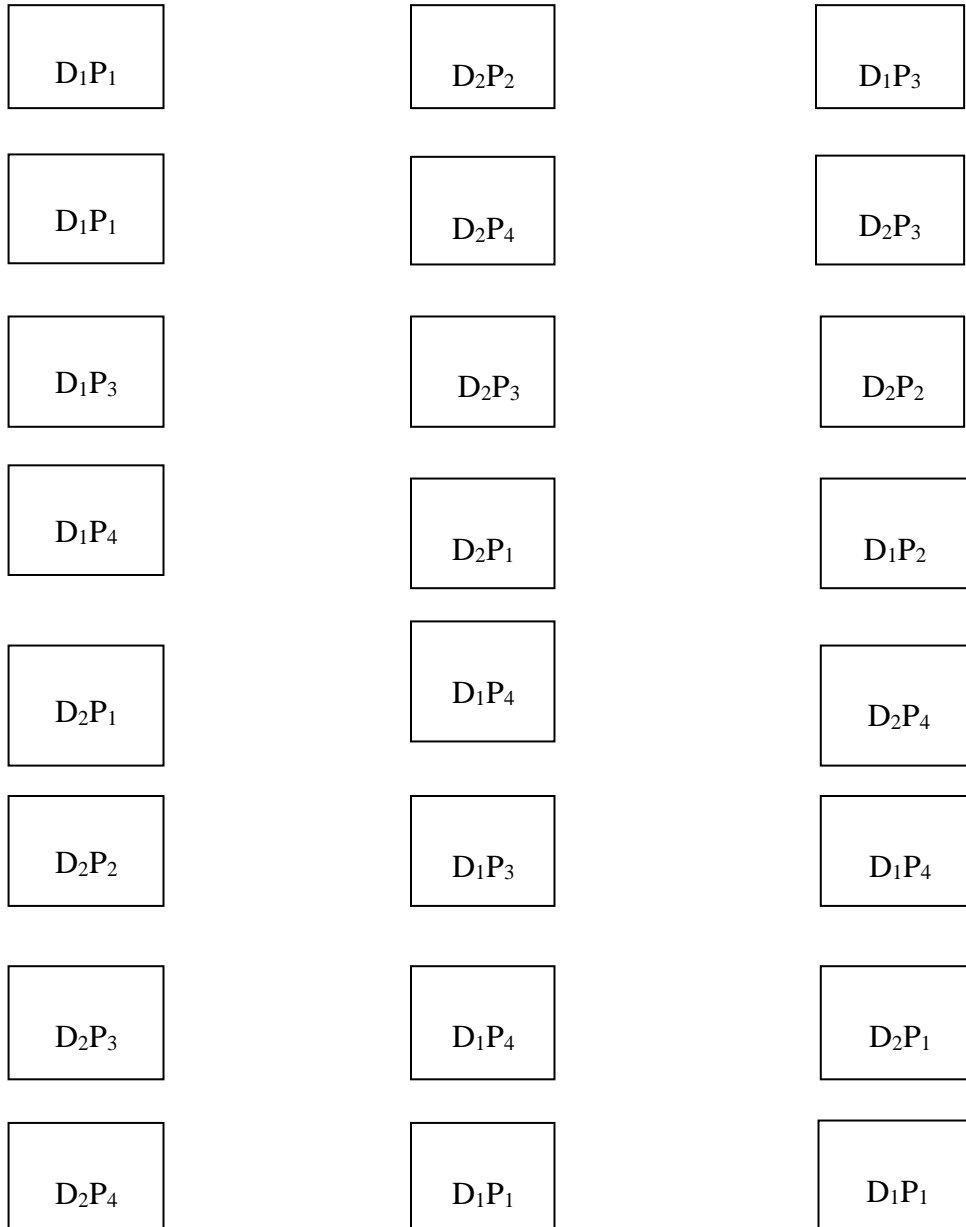 D₁P₁ D₂P₂ D₁P₃
D₁P₁ D₂P₄ D₂P₃
D₁P₃ D₂P₃ D₂P₂
D₁P₄ D₂P₁ D₁P₂
D₂P₁ D₁P₄ D₂P₄
D₂P₂ D₁P₃ D₁P₄
D₂P₃ D₁P₄ D₂P₁
D₂P₄ D₁P₁ D₁P₁